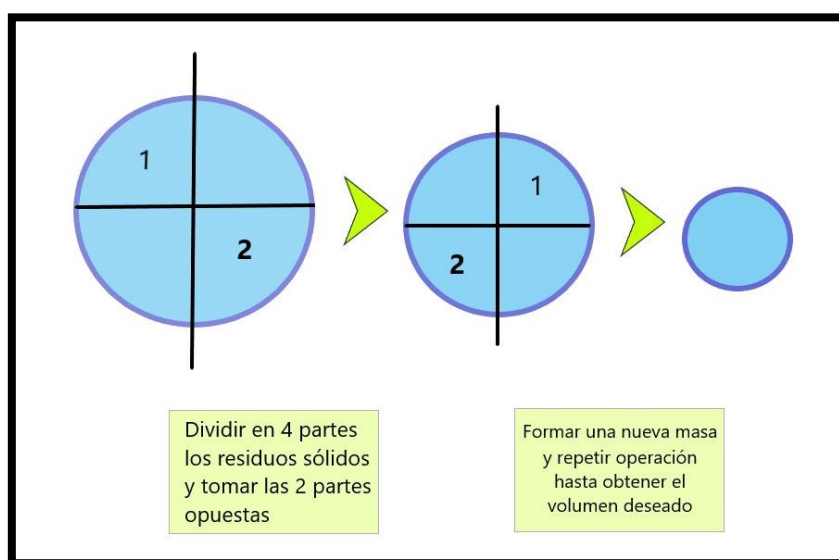 1
2
1
2
Dividir en 4 partes
los residuos sólidos
y tomar las 2 partes
opuestas
Formar una nueva masa
y repetir operación
hasta obtener el
volumen deseado